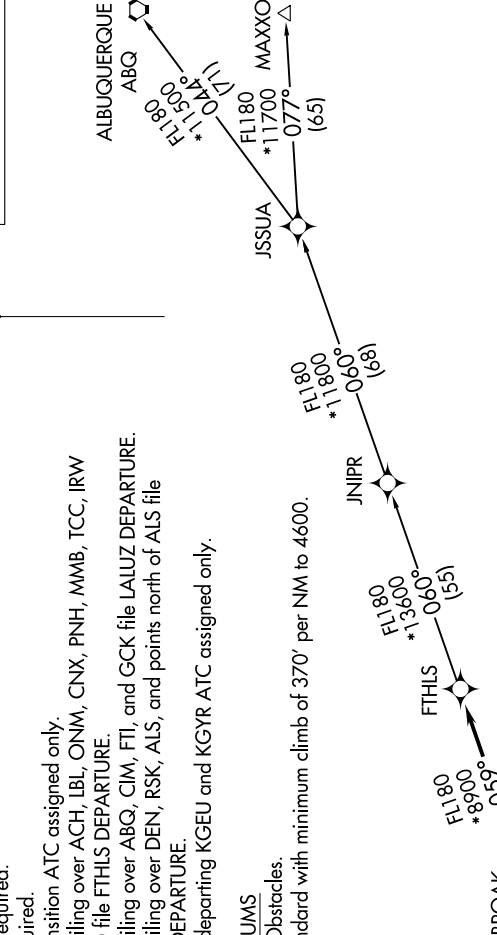 equired.
uired.
nsition ATC assigned only.
iling over ACH, LBL, ONM, CNX, PNH, MMB, TCC, IRW
file FTHLS DEPARTURE.
iling over ABQ, CIM, FTI, and GCK file LALUZ DEPARTURE.
iling over DEN, RSK, ALS, and points north of ALS file
DEPARTURE.
departing KGEU and KGYR ATC assigned only.
UMS
Obstacles.
ndard with minimum climb of 370' per NM to 4600.
ALBUQUERQUE
ABQ
FL180
*11500
044°
(71)
MAXXO
FL180
*11700
077°
(65)
JSSUA
FL180
*11800
060°
(68)
JNIPR
FL180
*13600
060°
(55)
FTHLS
FL180
*8900
059°